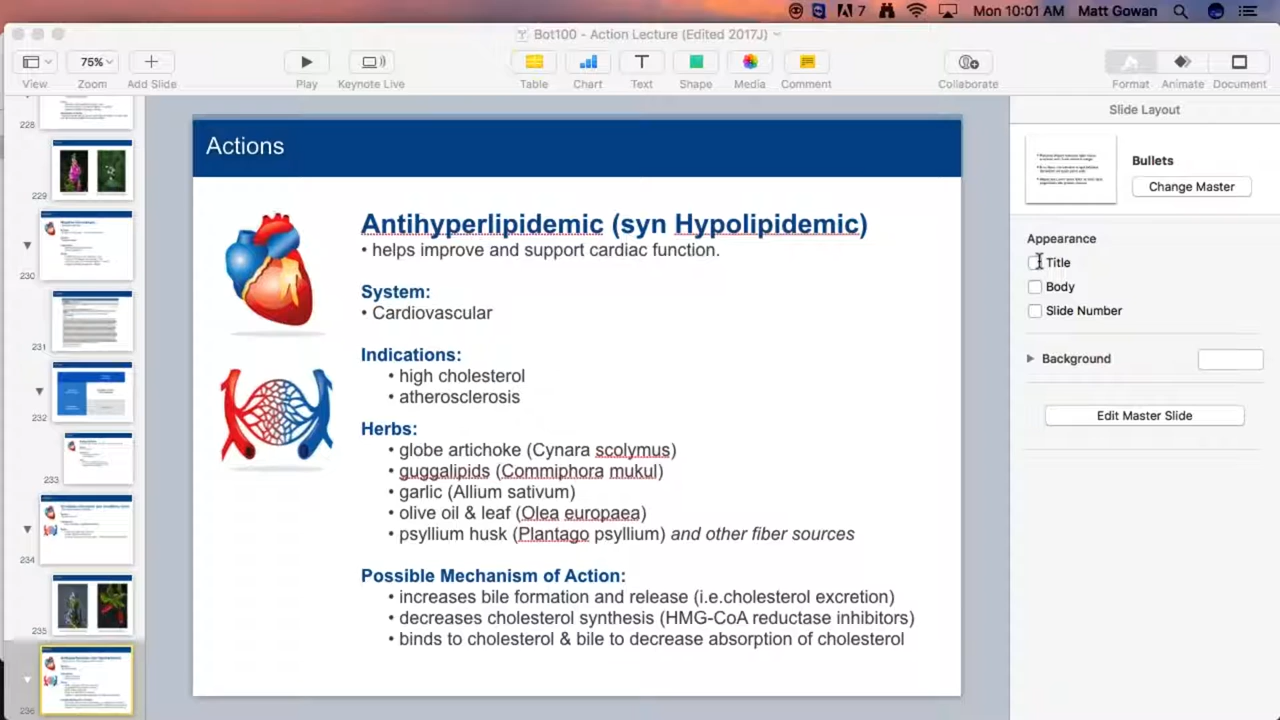 7 Mon 10:01 AM Matt Gowan
Bot100 - Action Lecture (Edited 2017J)
75%
View Zoom Add Slide Play Keynote Live Table Chart Text Shape Media Comment Collaborate Format Animate Document
228
229
230
231
232
233
234
235
236
Actions
Antihyperlipidemic (syn Hypolipidemic)
• helps improve and support cardiac function.
System:
• Cardiovascular
Indications:
• high cholesterol
• atherosclerosis
Herbs:
• globe artichoke (Cynara scolymus)
• guggalipids (Commiphora mukul)
• garlic (Allium sativum)
• olive oil & leaf (Olea europaea)
• psyllium husk (Plantago psyllium) and other fiber sources
Possible Mechanism of Action:
• increases bile formation and release (i.e.cholesterol excretion)
• decreases cholesterol synthesis (HMG-CoA reductase inhibitors)
• binds to cholesterol & bile to decrease absorption of cholesterol
Slide Layout
Bullets
Change Master
Appearance
Title
Body
Slide Number
Background
Edit Master Slide